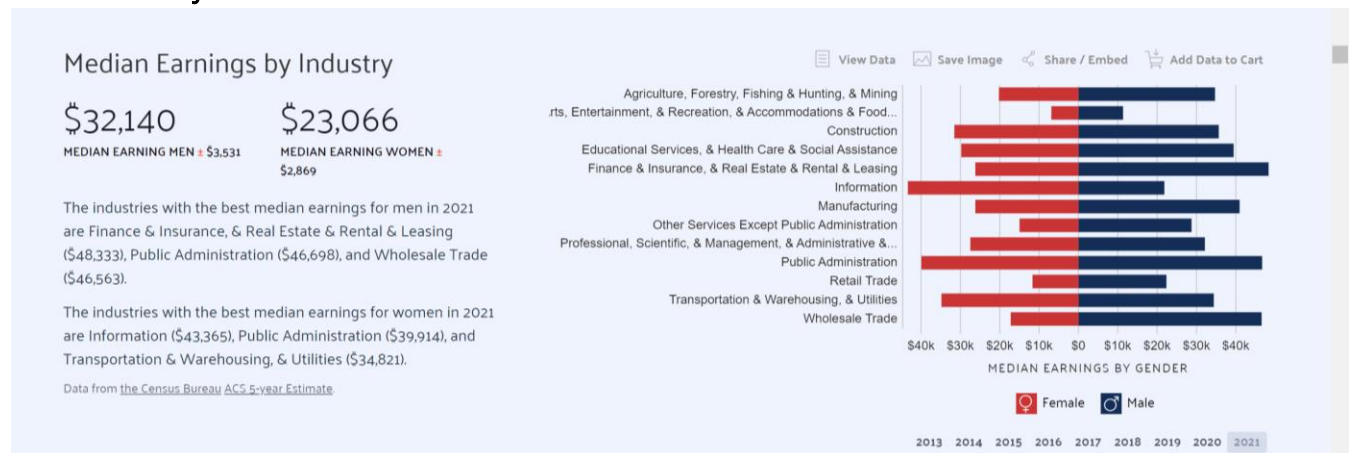 Median Earnings by Industry
$32,140
MEDIAN EARNING MEN ± $3,531
$23,066
MEDIAN EARNING WOMEN ±
$2,869
The industries with the best median earnings for men in 2021
are Finance & Insurance, & Real Estate & Rental & Leasing
($48,333), Public Administration ($46,698), and Wholesale Trade
($46,563).
The industries with the best median earnings for women in 2021
are Information ($43,365), Public Administration ($39,914), and
Transportation & Warehousing, & Utilities ($34,821).
Data from the Census Bureau ACS 5-year Estimate.
View Data
Save Image
Share / Embed
Add Data to Cart
Agriculture, Forestry, Fishing & Hunting, & Mining
rts, Entertainment, & Recreation, & Accommodations & Food...
Construction
Educational Services, & Health Care & Social Assistance
Finance & Insurance, & Real Estate & Rental & Leasing
Information
Manufacturing
Other Services Except Public Administration
Professional, Scientific, & Management, & Administrative &...
Public Administration
Retail Trade
Transportation & Warehousing, & Utilities
Wholesale Trade
$40k $30k $20k $10k $0 $10k $20k $30k $40k
MEDIAN EARNINGS BY GENDER
Female Male
2013 2014 2015 2016 2017 2018 2019 2020 2021